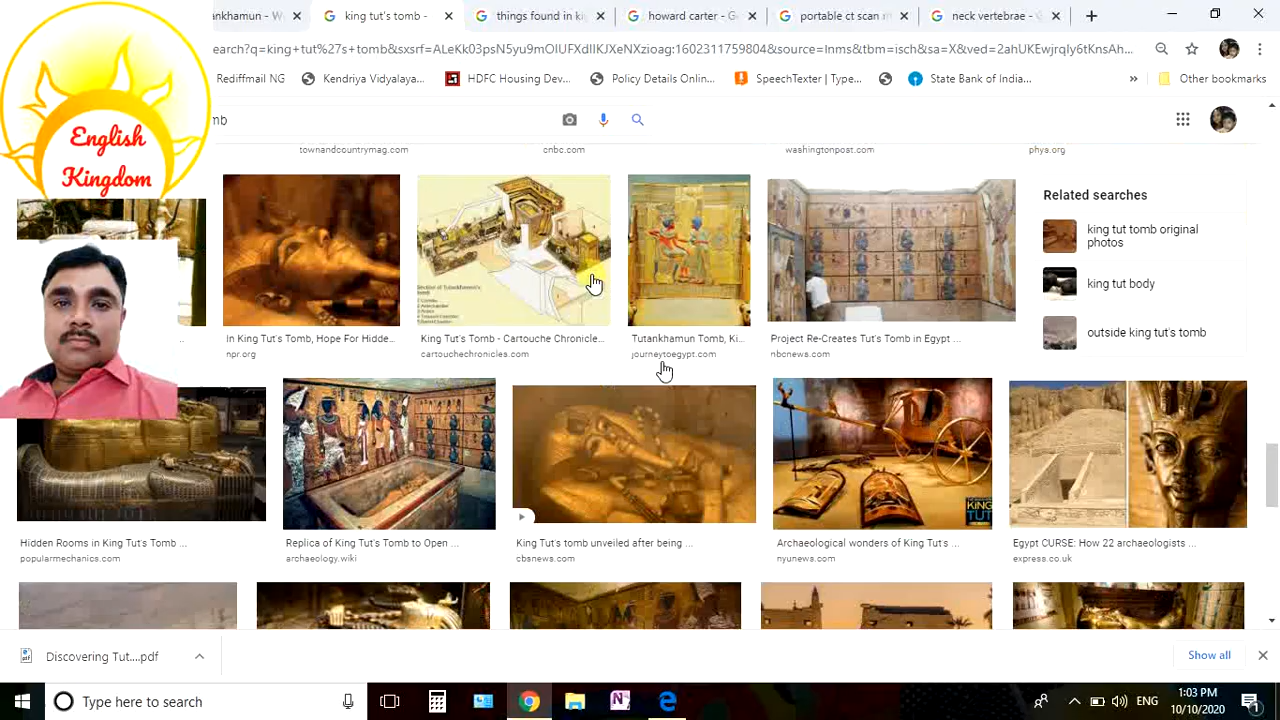 ankhamun - W
king tut's tomb -
things found in ki
howard carter - G
portable ct scan m
neck vertebrae - G
search?q=king+tut%27s+tomb&sxsrf=ALeKk03psN5yu9mOlUFXdlIKJXeNXzioag:1602311759804&source=lnms&tbm=isch&sa=X&ved=2ahUKEwjrqIy6tKnsAh...
Rediffmail NG
Kendriya Vidyalaya...
HDFC Housing Dev...
Policy Details Onlin...
SpeechTexter | Type...
State Bank of India...
»
Other bookmarks
English
Kingdom
mb
townandcountrymag.com
cnbc.com
washingtonpost.com
phys.org
Related searches
king tut tomb original
photos
king tut body
outside king tut's tomb
In King Tut's Tomb, Hope For Hidde...
npr.org
King Tut's Tomb - Cartouche Chronicle...
cartouchechronicles.com
Tutankhamun Tomb, Ki...
journeytoegypt.com
Project Re-Creates Tut's Tomb in Egypt ...
nbcnews.com
KING
TUT
Hidden Rooms in King Tut's Tomb ...
popularmechanics.com
Replica of King Tut's Tomb to Open ...
archaeology.wiki
King Tut's tomb unveiled after being ...
cbsnews.com
Archaeological wonders of King Tut's ...
nyunews.com
Egypt CURSE: How 22 archaeologists ...
express.co.uk
Discovering Tut....pdf
Show all
Type here to search
ENG
1:03 PM
10/10/2020
1